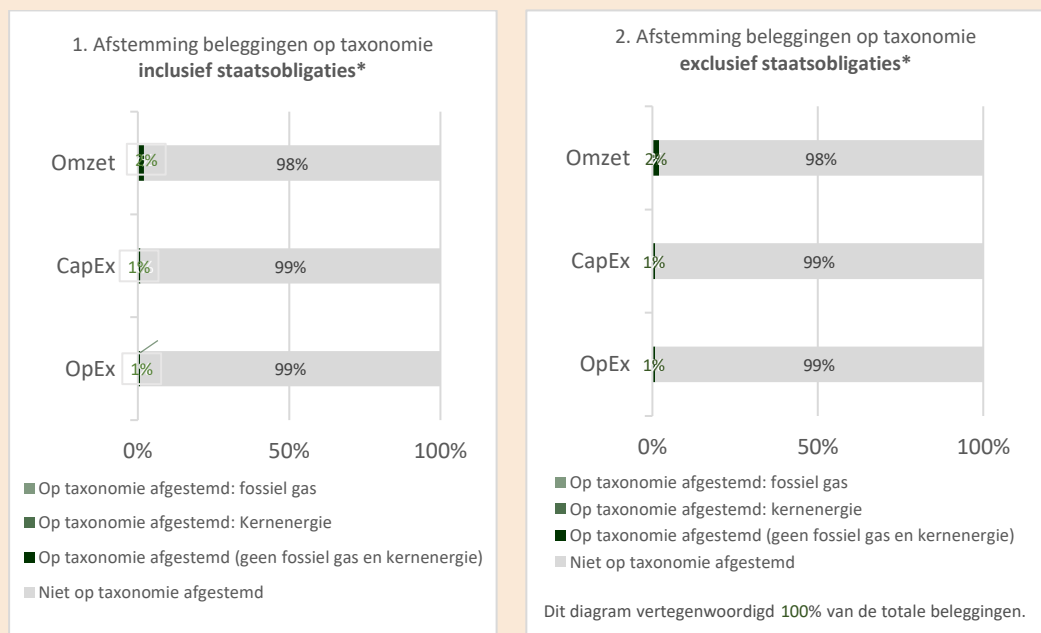 1. Afstemming beleggingen op taxonomie
inclusief staatsobligaties*
Omzet
2%
98%
CapEx
1%
99%
OpEx
1%
99%
0%
50%
100%
Op taxonomie afgestemd: fossiel gas
Op taxonomie afgestemd: Kernenergie
Op taxonomie afgestemd (geen fossiel gas en kernenergie)
Niet op taxonomie afgestemd
2. Afstemming beleggingen op taxonomie
exclusief staatsobligaties*
Omzet
2%
98%
CapEx
1%
99%
OpEx
1%
99%
0%
50%
100%
Op taxonomie afgestemd: fossiel gas
Op taxonomie afgestemd: kernenergie
Op taxonomie afgestemd (geen fossiel gas en kernenergie)
Niet op taxonomie afgestemd
Dit diagram vertegenwoordigd 100% van de totale beleggingen.